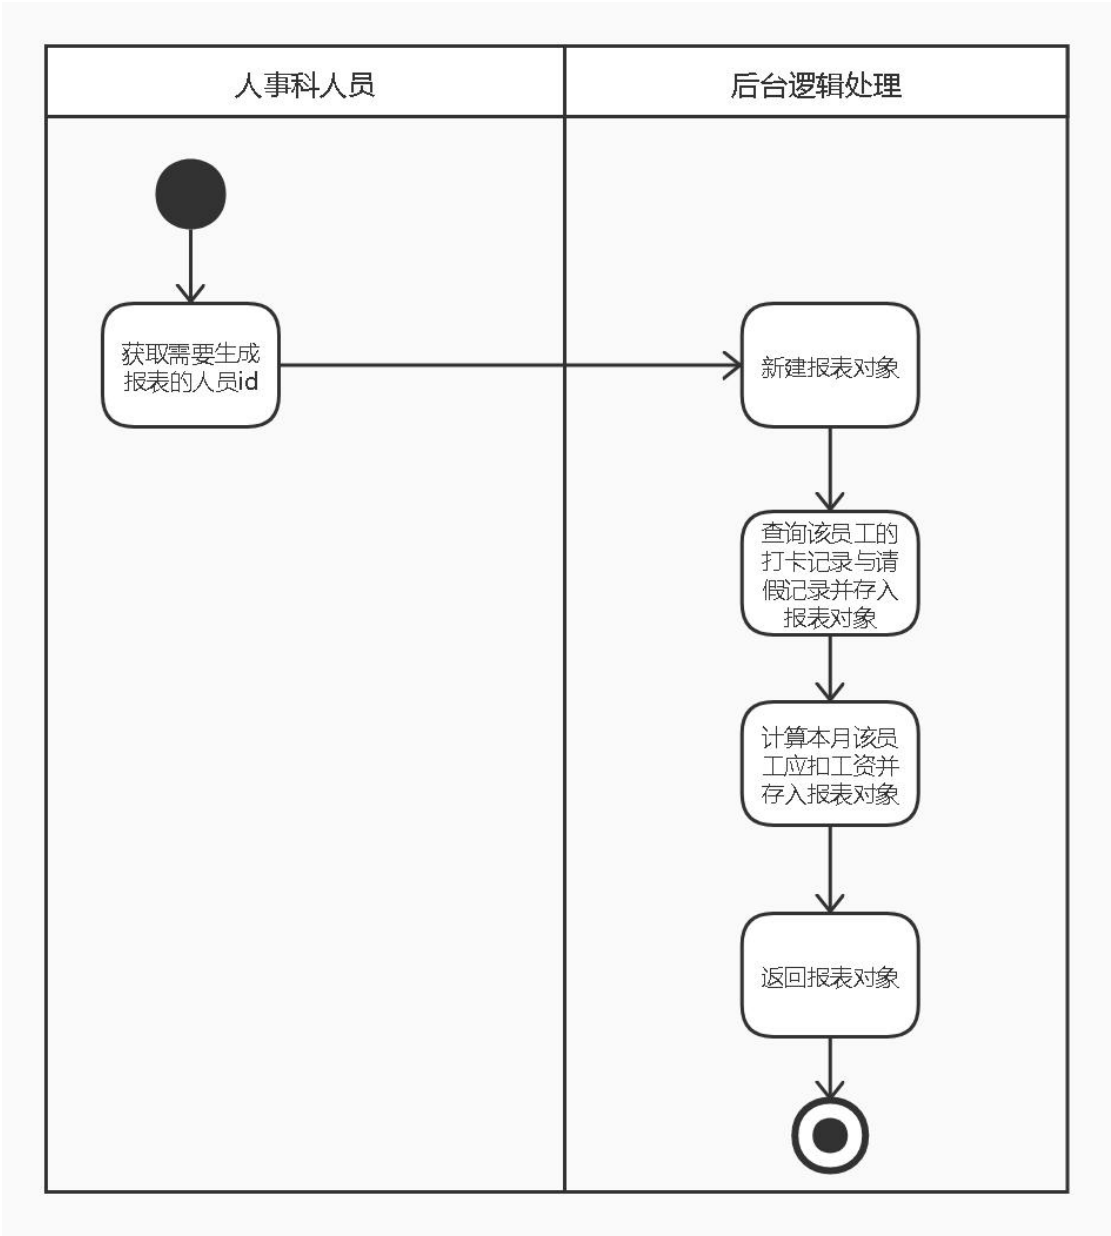 人事科人员
后台逻辑处理
获取需要生成
报表的人员id
新建报表对象
查询该员工的
打卡记录与请
假记录并存入
报表对象
计算本月该员
工应扣工资并
存入报表对象
返回报表对象